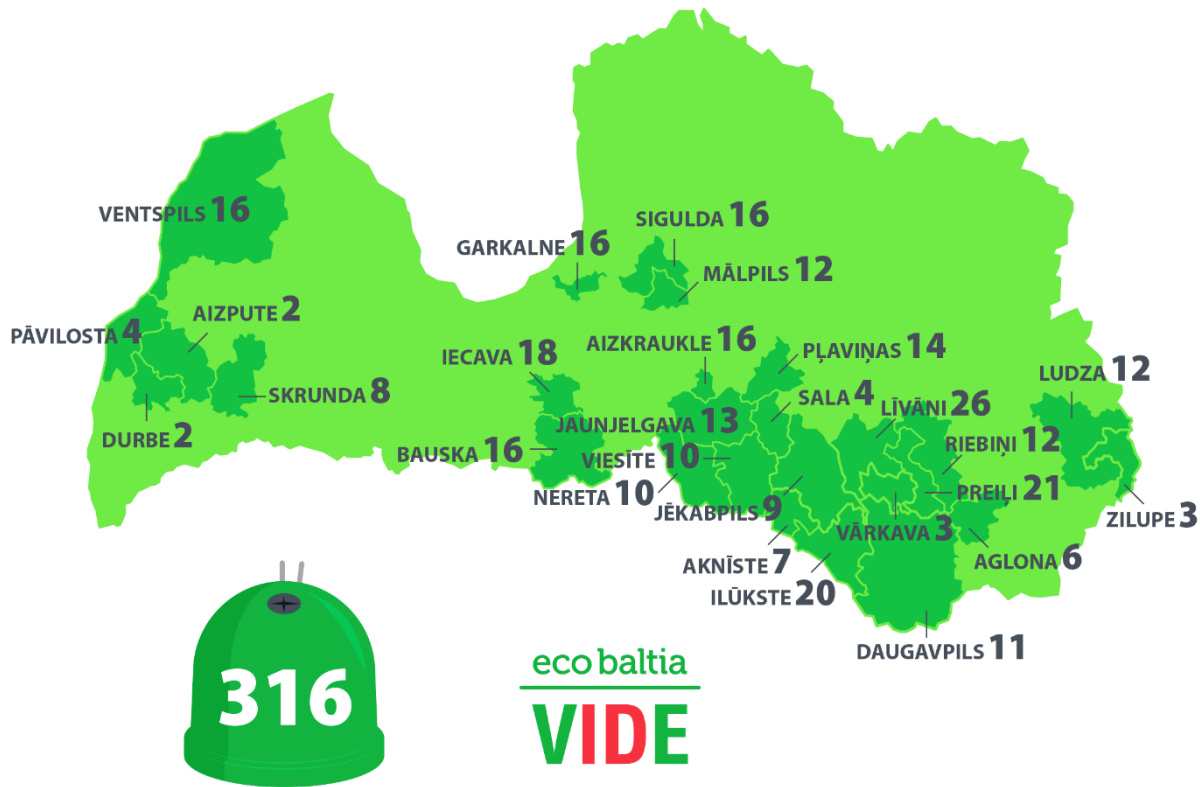 VENTSPILS 16
SIGULDA 16
GARKALNE 16
MĀLPILS 12
AIZPUTE 2
PĀVILOSTA 4
AIZKRAUKLE 16
PĻAVIŅAS 14
IECAVA 18
LUDZA 12
SKRUNDA 8
SALA 4
LĪVĀNI 26
JAUNJELGAVA 13
DURBE 2
RIEBIŅI 12
BAUSKA 16
VIESĪTE 10
NERETA 10
PREIĻI 21
JĒKABPILS 9
ZILUPE 3
VĀRKAVA 3
AKNĪSTE 7
AGLONA 6
ILŪKSTE 20
DAUGAVPILS 11
316
eco baltia
VIDE